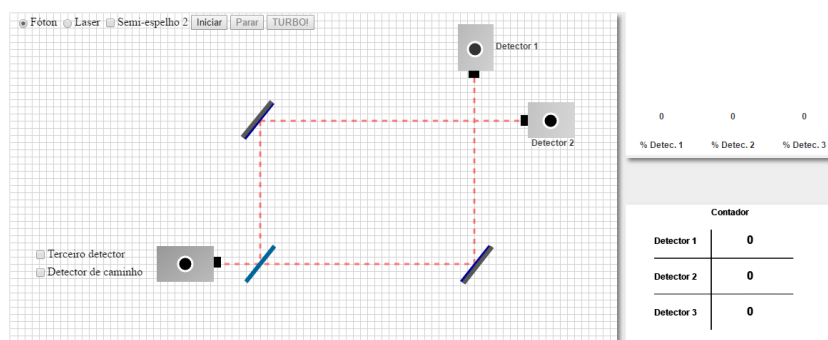 Fóton Laser Semi-espelho 2 Iniciar Parar TURBO!
Detector 1
Detector 2
Terceiro detector
Detector de caminho
0 0 0
% Detec. 1 % Detec. 2 % Detec. 3
Contador
Detector 1 0
Detector 2 0
Detector 3 0